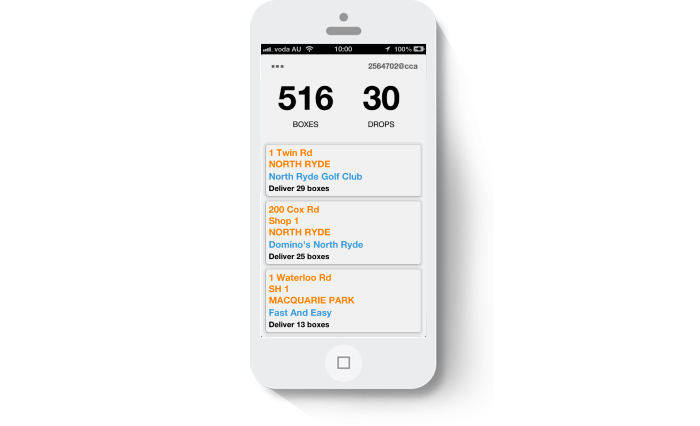 voda AU 10:00 100%
2564702@cca
516 30
BOXES DROPS
1 Twin Rd
NORTH RYDE
North Ryde Golf Club
Deliver 29 boxes
200 Cox Rd
Shop 1
NORTH RYDE
Domino's North Ryde
Deliver 25 boxes
1 Waterloo Rd
SH 1
MACQUARIE PARK
Fast And Easy
Deliver 13 boxes